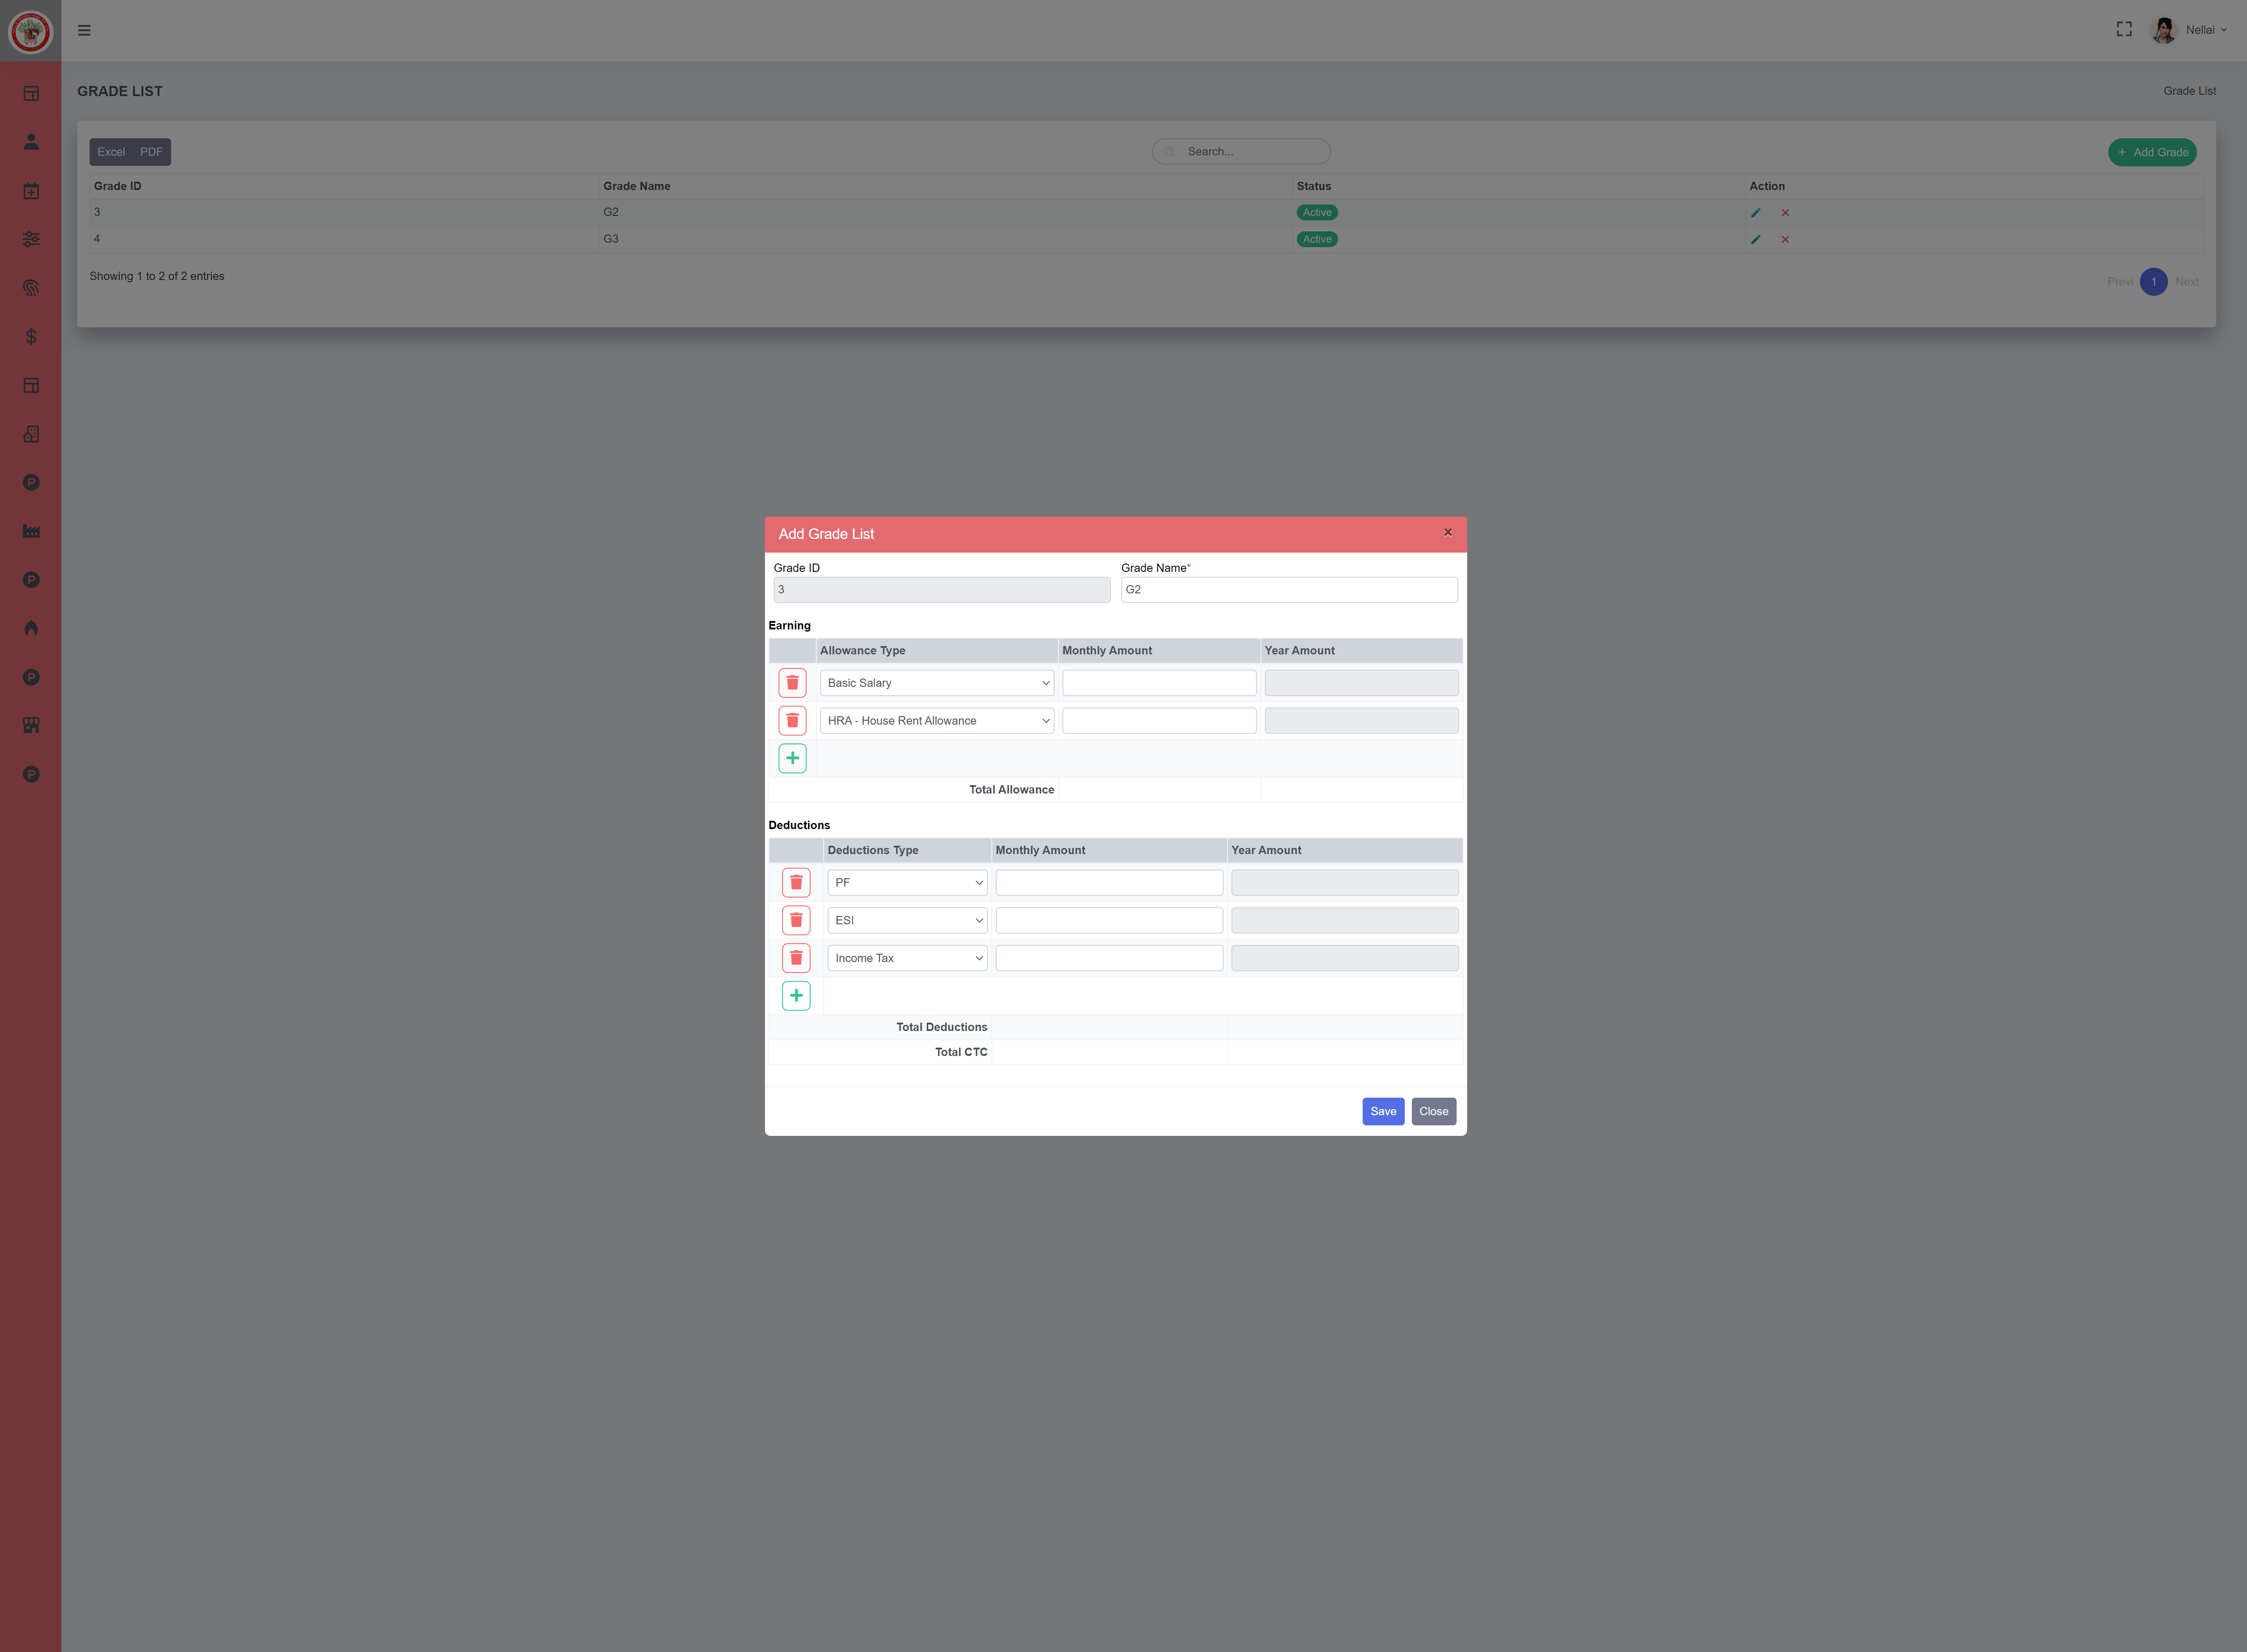 Nellai
GRADE LIST
Grade List
Excel PDF
Search...
+ Add Grade
Grade ID Grade Name Status Action
3 G2 Active
4 G3 Active
Showing 1 to 2 of 2 entries
Previ 1 Next
Add Grade List
Grade ID Grade Name*
3 G2
Earning
Allowance Type Monthly Amount Year Amount
Basic Salary
HRA - House Rent Allowance
Total Allowance
Deductions
Deductions Type Monthly Amount Year Amount
PF
ESI
Income Tax
Total Deductions
Total CTC
Save Close